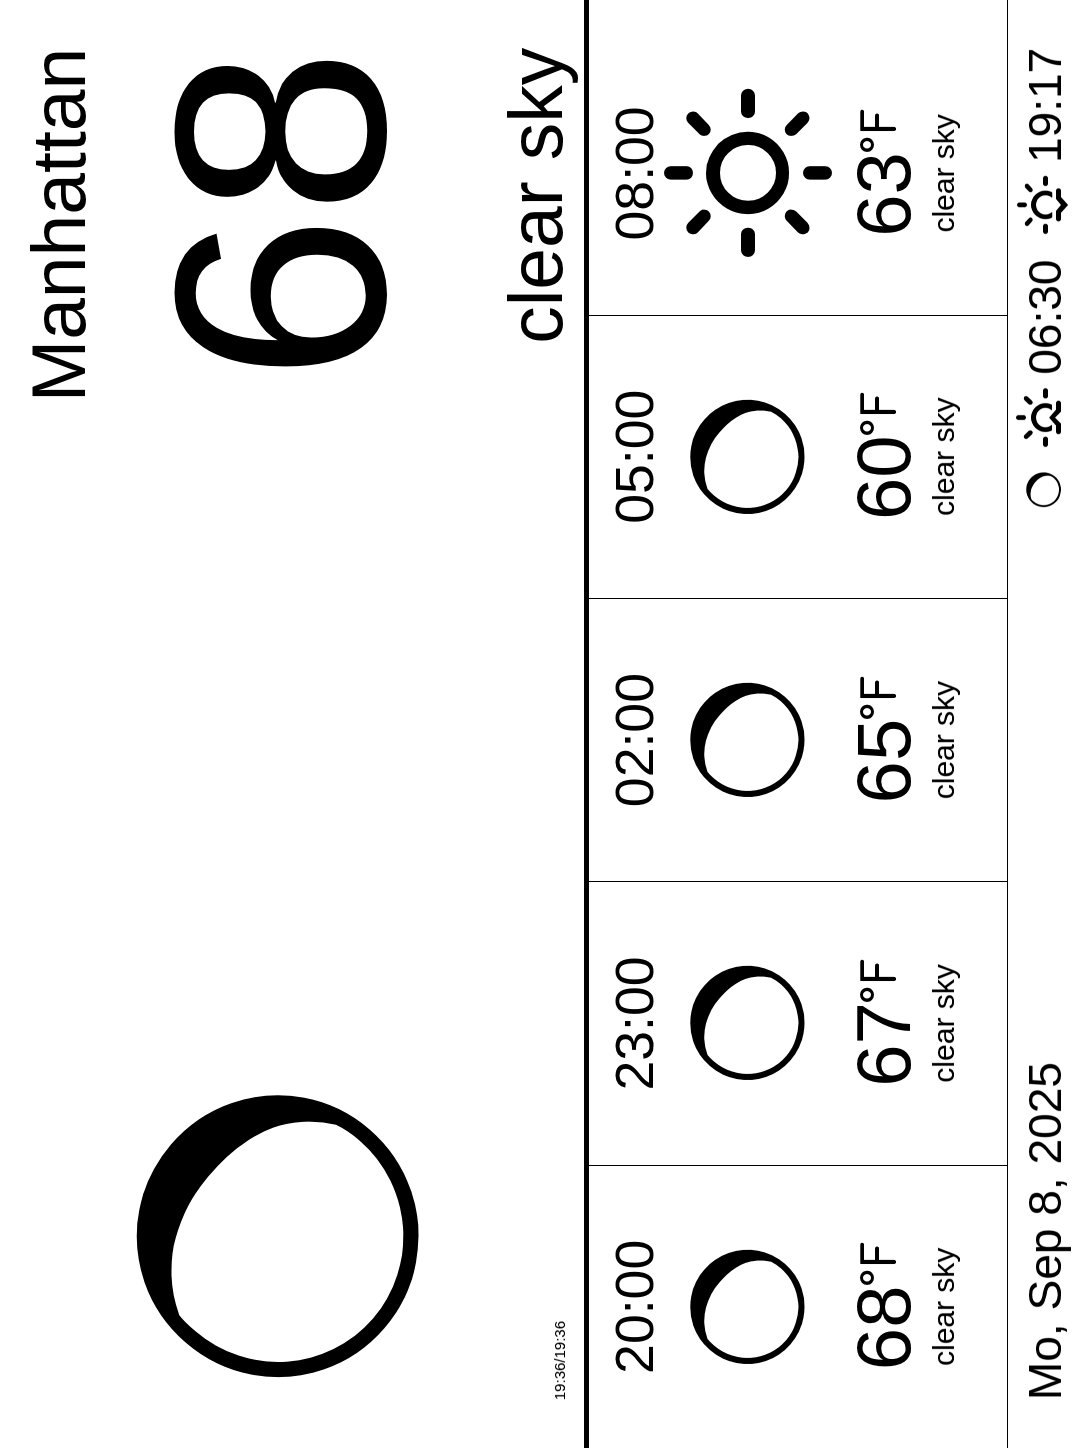 Manhattan
68
clear sky
19:36/19:36
20:00 23:00 02:00 05:00 08:00
68°F 67°F 65°F 60°F 63°F
clear sky clear sky clear sky clear sky clear sky
Mo, Sep 8, 2025 06:30 19:17